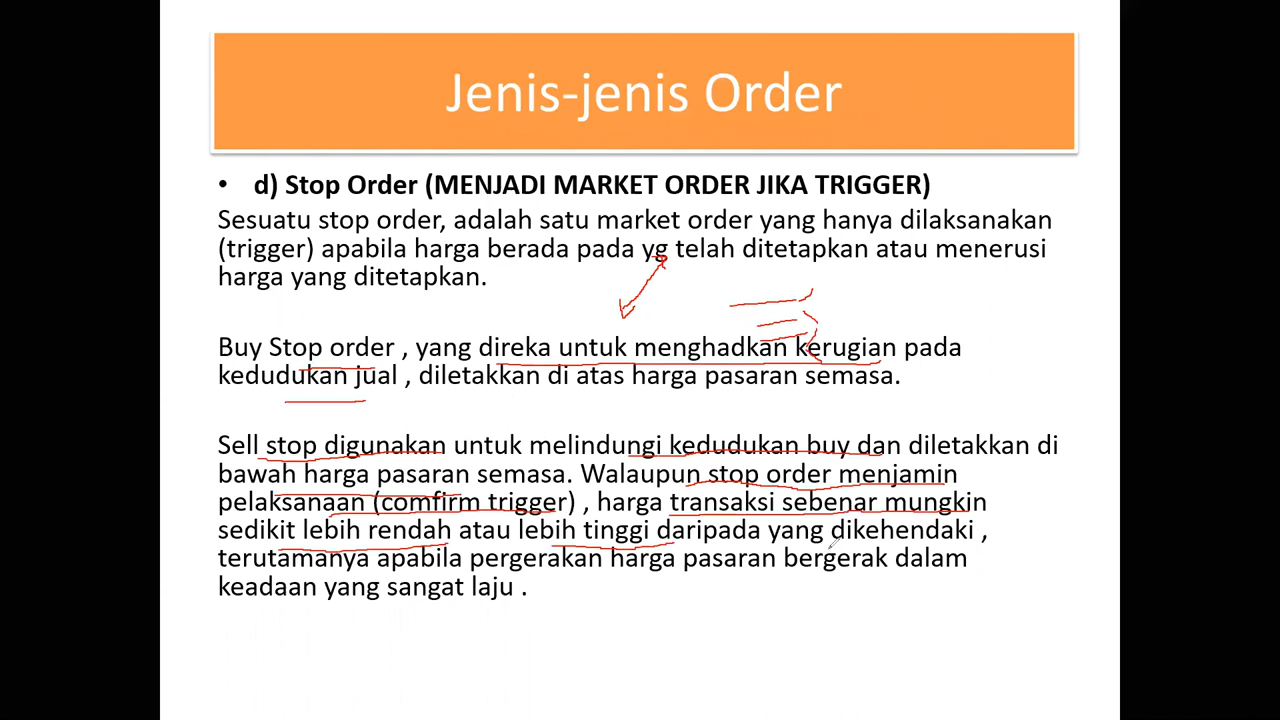 Jenis-jenis Order
• d) Stop Order (MENJADI MARKET ORDER JIKA TRIGGER)
Sesuatu stop order, adalah satu market order yang hanya dilaksanakan
(trigger) apabila harga berada pada yg telah ditetapkan atau menerusi
harga yang ditetapkan.
Buy Stop order , yang direka untuk menghadkan kerugian pada
kedudukan jual , diletakkan di atas harga pasaran semasa.
Sell stop digunakan untuk melindungi kedudukan buy dan diletakkan di
bawah harga pasaran semasa. Walaupun stop order menjamin
pelaksanaan (comfirm trigger) , harga transaksi sebenar mungkin
sedikit lebih rendah atau lebih tinggi daripada yang dikehendaki ,
terutamanya apabila pergerakan harga pasaran bergerak dalam
keadaan yang sangat laju .